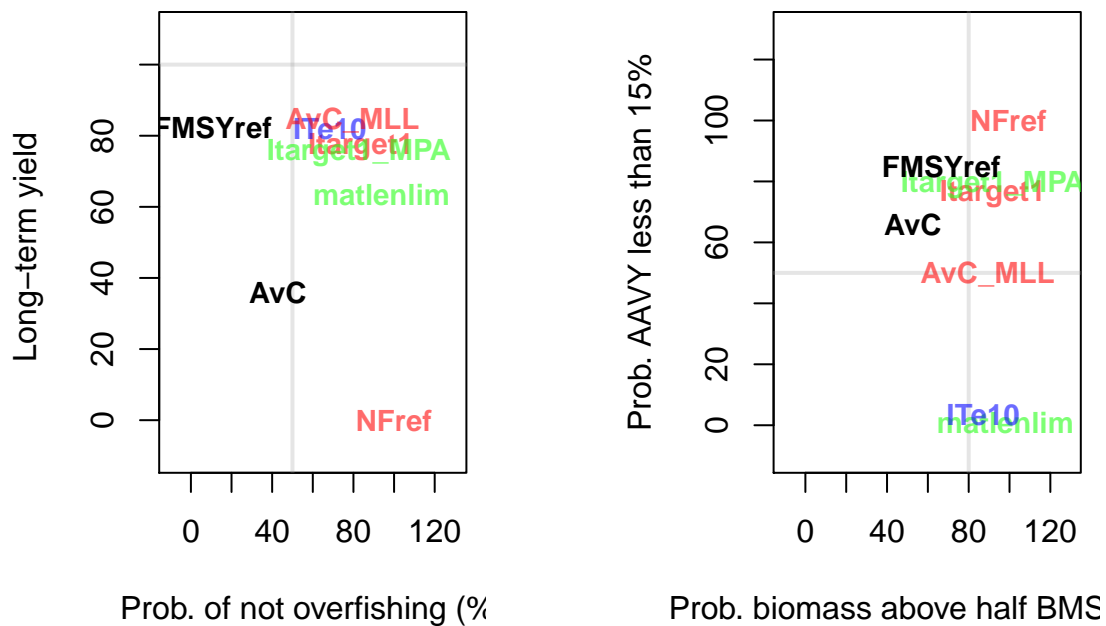 Long−term yield
0 20 40 60 80
FMSYref
AvC_MLL
ITe10
Itarget1
Itarget1_MPA
matlenlim
AvC
NFref
0 40 80 120
Prob. of not overfishing (%
Prob. AAVY less than 15%
0 20 60 100
NFref
FMSYref
Itarget1_MPA
Itarget1
AvC
AvC_MLL
ITe10
matlenlim
0 40 80 120
Prob. biomass above half BMS